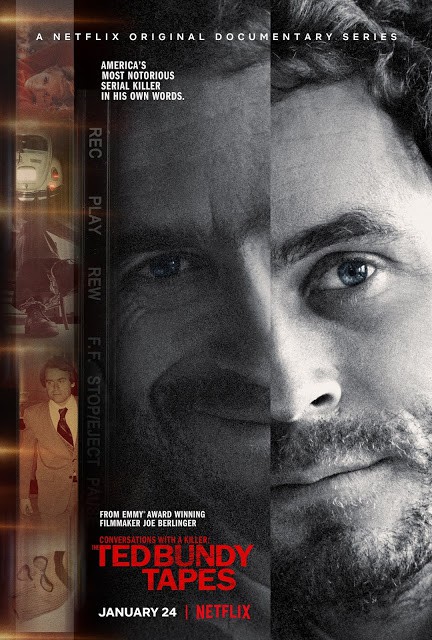 A NETFLIX ORIGINAL DOCUMENTARY SERIES
AMERICA'S
MOST NOTORIOUS
SERIAL KILLER
IN HIS OWN WORDS.
REC
PLAY
REW
F.F.
STOP/EJECT
FROM EMMY® AWARD WINNING
FILMMAKER JOE BERLINGER
CONVERSATIONS WITH A KILLER:
THE TED BUNDY
TAPES
JANUARY 24 | NETFLIX